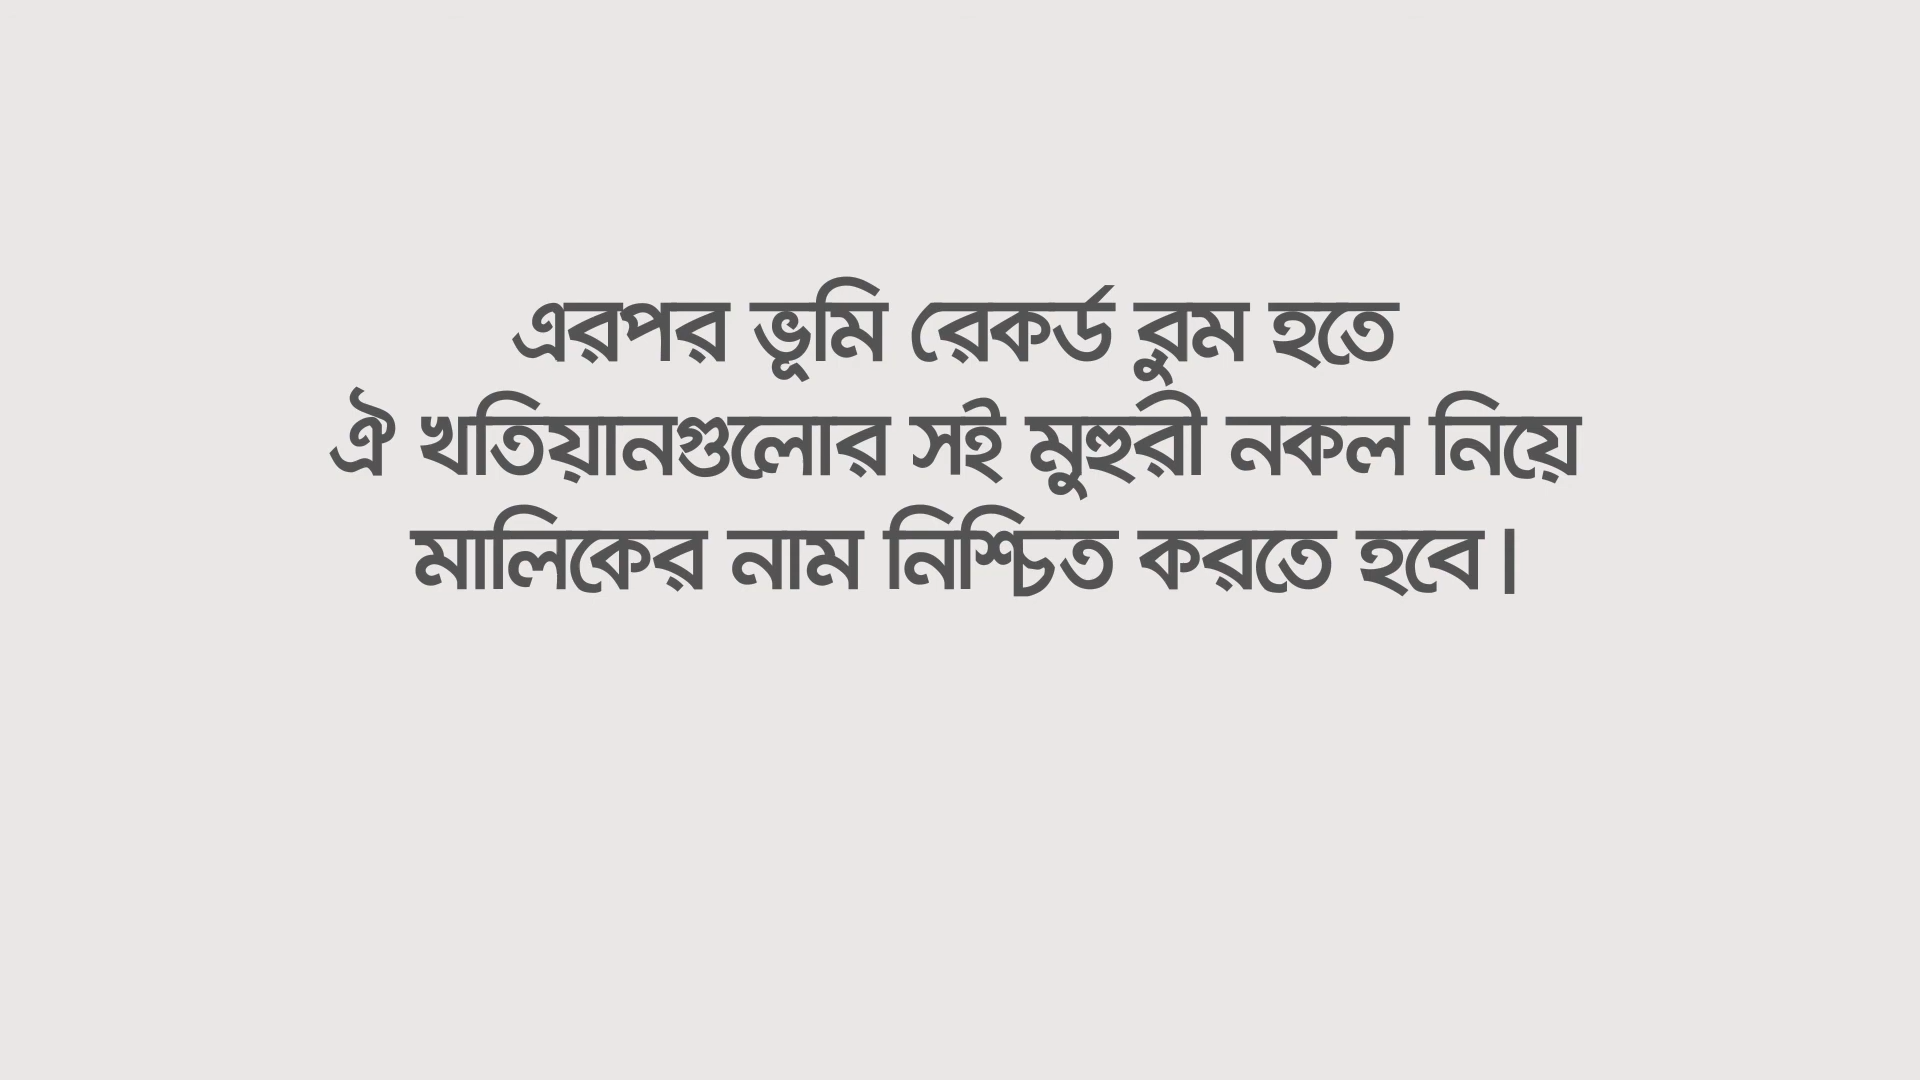 এরপর ভূমি রেকর্ড রুম হতে
ঐ খতিয়ানগুলোর সই মুহুরী নকল নিয়ে
মালিকের নাম নিশ্চিত করতে হবে।